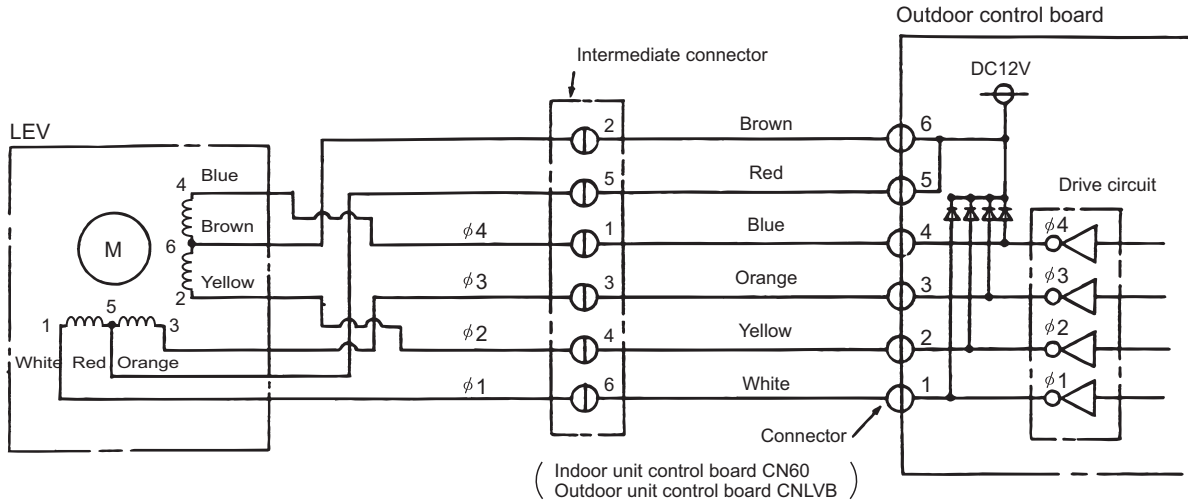 Outdoor control board
Intermediate connector
DC12V
LEV
2 Brown 6
4 Blue
5 Red 5
Drive circuit
Brown
6
M
ϕ4 1 Blue 4 ϕ4
Yellow
2
ϕ3 3 Orange 3 ϕ3
5
1 3
ϕ2 4 Yellow 2 ϕ2
White Red Orange
ϕ1 6 White 1 ϕ1
Connector
( Indoor unit control board CN60
Outdoor unit control board CNLVB )